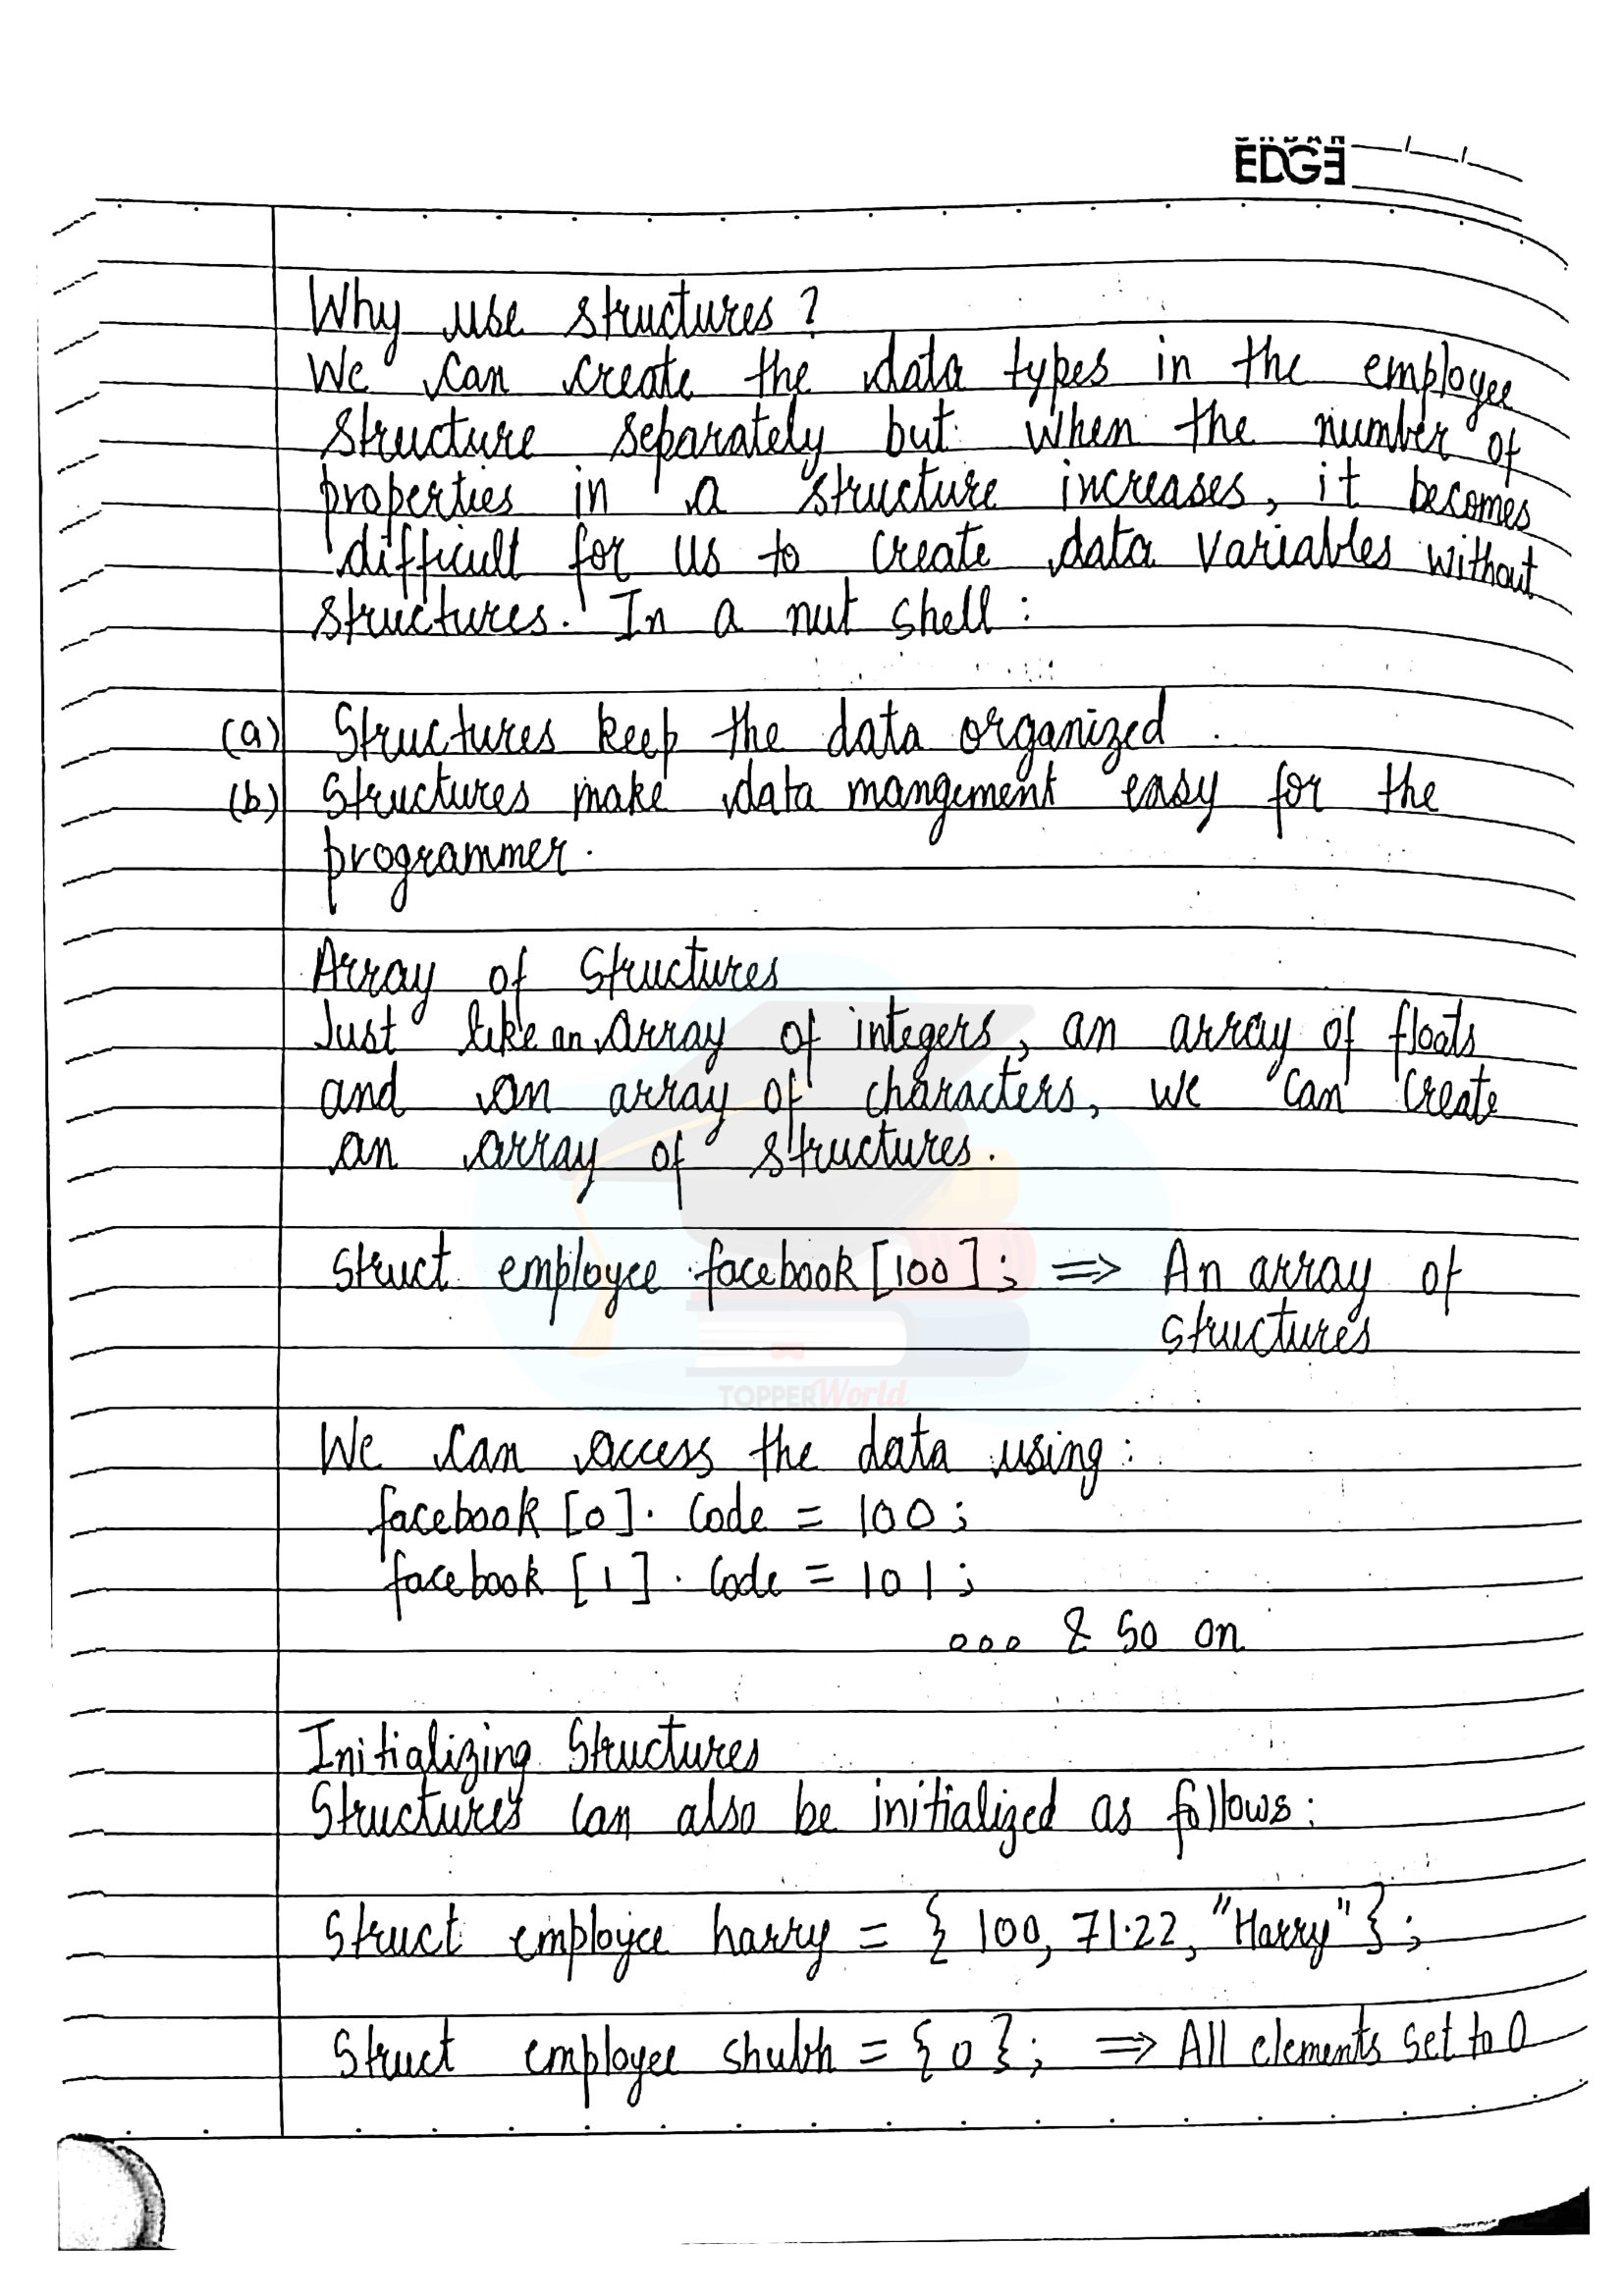 URBAN
EDGE
Why use structures?
We can create the data types in the employee
structure separately but when the number of
properties in a structure increases, it becomes
difficult for us to create data variables without
structures. In a nut shell:
(a) Structures keep the data organized.
(b) Structures make data mangement easy for the
programmer.
Array of Structures
Just like an array of integers, an array of floats
and an array of characters, we can create
an array of structures.
struct employee facebook [100]; ⇒ An array of
structures
TOPPERWorld
We can access the data using:
facebook [0]. Code = 100;
facebook [1]. Code = 101;
... & So on
Initializing Structures
Structures can also be initialized as follows:
Struct employee harry = { 100, 71.22, "Harry" };
Struct employee shubh = { 0 }; ⇒ All elements set to 0